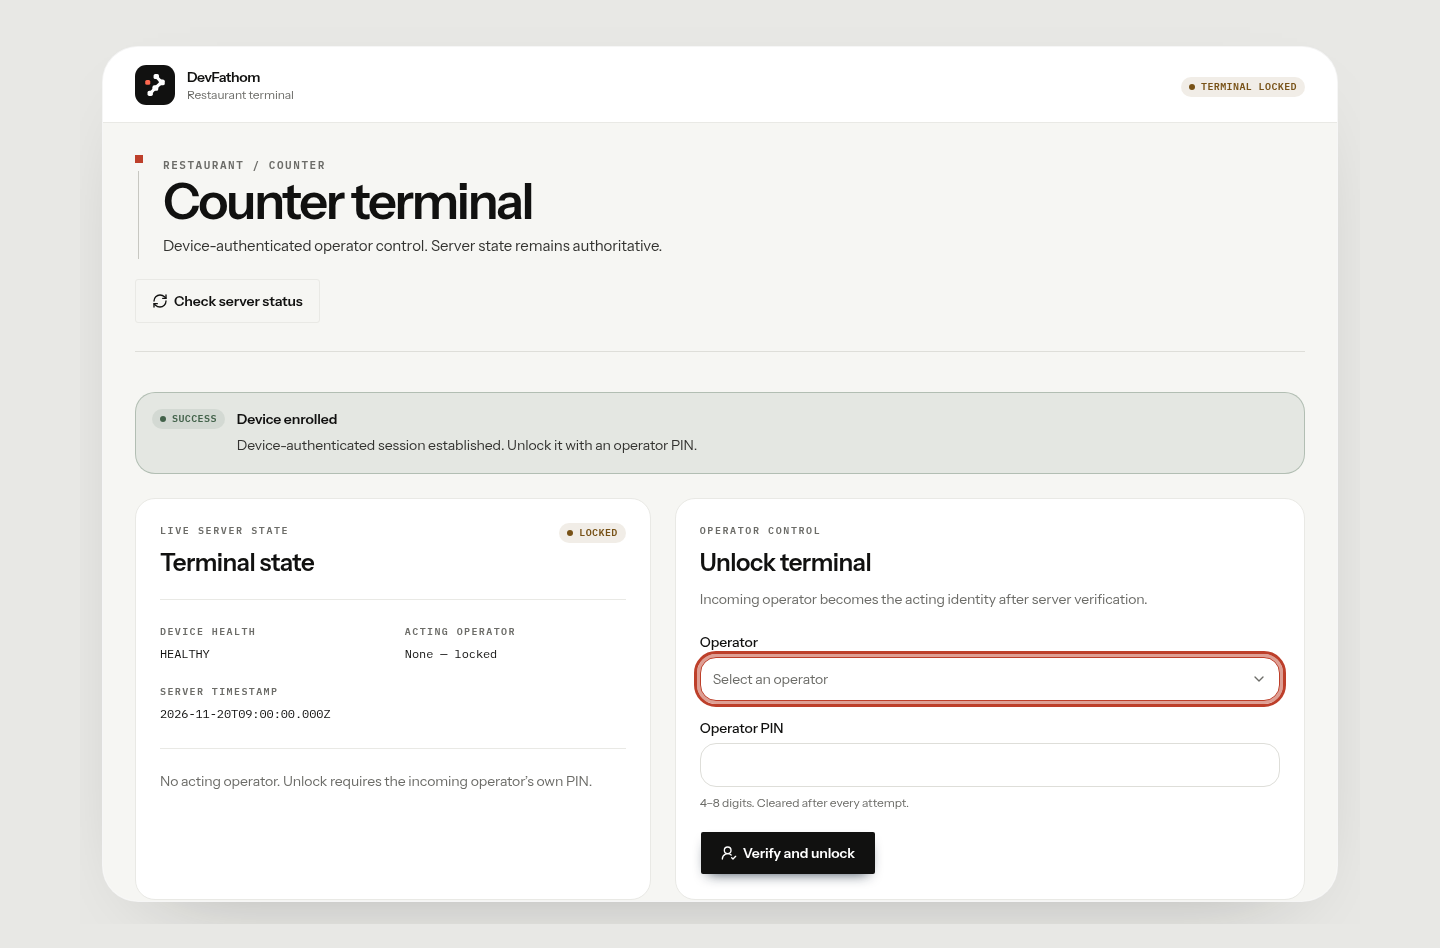 DevFathom
Restaurant terminal
TERMINAL LOCKED
RESTAURANT / COUNTER
Counter terminal
Device-authenticated operator control. Server state remains authoritative.
Check server status
SUCCESS
Device enrolled
Device-authenticated session established. Unlock it with an operator PIN.
LIVE SERVER STATE
LOCKED
Terminal state
DEVICE HEALTH
HEALTHY
ACTING OPERATOR
None — locked
SERVER TIMESTAMP
2026-11-20T09:00:00.000Z
No acting operator. Unlock requires the incoming operator’s own PIN.
OPERATOR CONTROL
Unlock terminal
Incoming operator becomes the acting identity after server verification.
Operator
Select an operator
Operator PIN
4–8 digits. Cleared after every attempt.
Verify and unlock